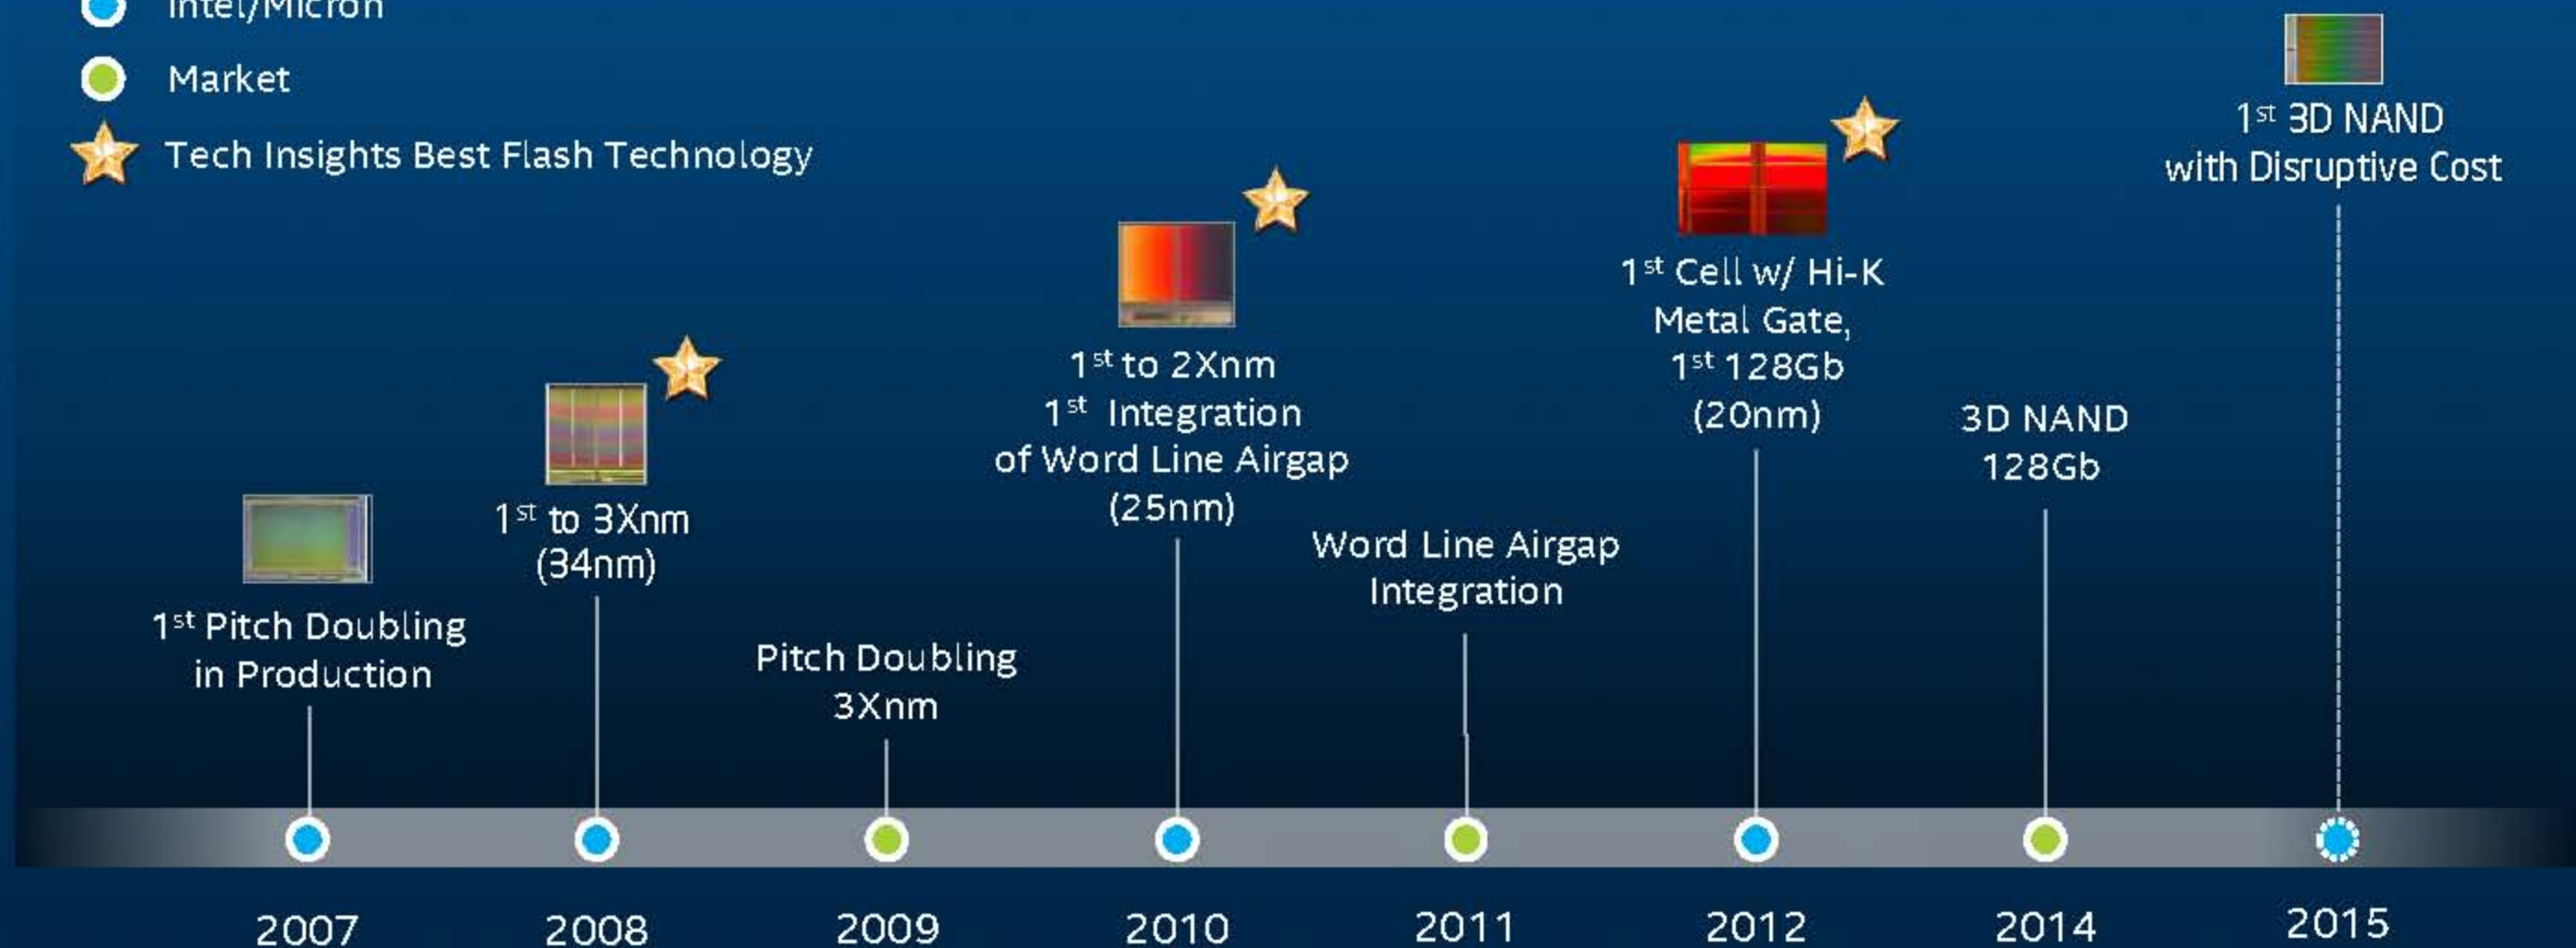 Intel/Micron
Market
Tech Insights Best Flash Technology
1st Pitch Doubling
in Production
1st to 3Xnm
(34nm)
Pitch Doubling
3Xnm
1st to 2Xnm
1st Integration
of Word Line Airgap
(25nm)
Word Line Airgap
Integration
1st Cell w/ Hi-K
Metal Gate,
1st 128Gb
(20nm)
3D NAND
128Gb
1st 3D NAND
with Disruptive Cost
2007
2008
2009
2010
2011
2012
2014
2015